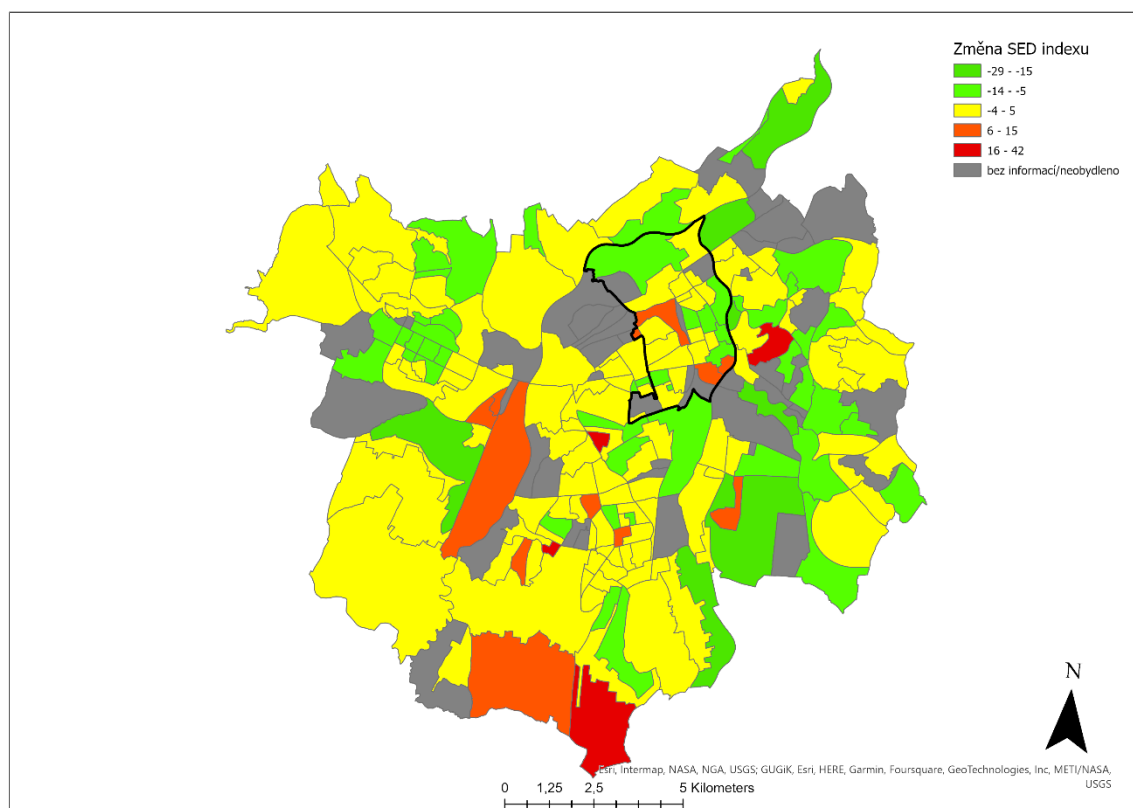 Změna SED indexu
-29 - -15
-14 - -5
-4 - 5
6 - 15
16 - 42
bez informací/neobydleno
N
Esri, Intermap, NASA, NGA, USGS; GUGiK, Esri, HERE, Garmin, Foursquare, GeoTechnologies, Inc, METI/NASA,
USGS
0 1,25 2,5 5 Kilometers